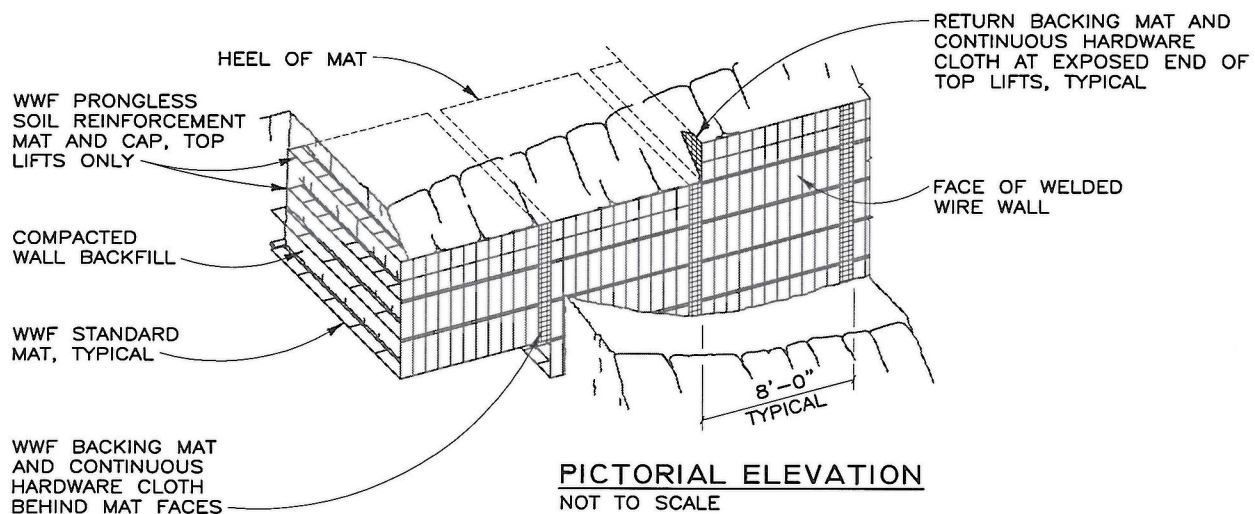 HEEL OF MAT
WWF PRONGLESS
SOIL REINFORCEMENT
MAT AND CAP, TOP
LIFTS ONLY
COMPACTED
WALL BACKFILL
WWF STANDARD
MAT, TYPICAL
WWF BACKING MAT
AND CONTINUOUS
HARDWARE CLOTH
BEHIND MAT FACES
RETURN BACKING MAT AND
CONTINUOUS HARDWARE
CLOTH AT EXPOSED END OF
TOP LIFTS, TYPICAL
FACE OF WELDED
WIRE WALL
8'-0"
TYPICAL
PICTORIAL ELEVATION
NOT TO SCALE